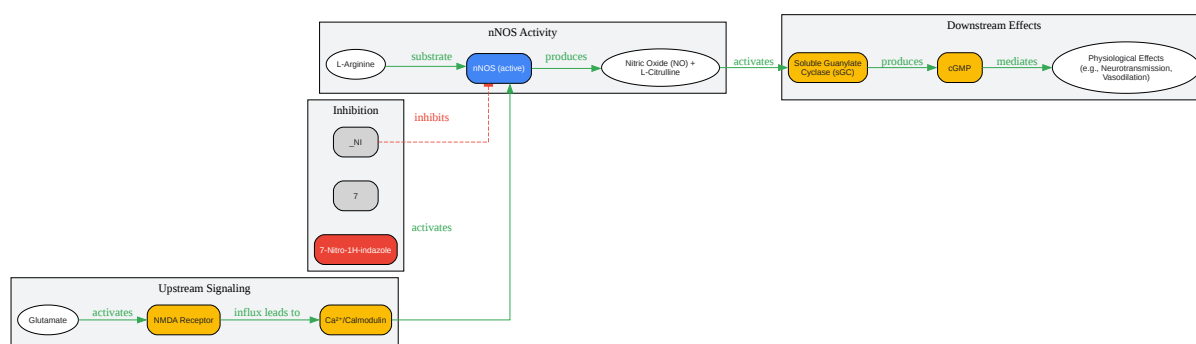 Downstream Effects
nNOS Activity
L-Arginine
substrate
nNOS (active)
produces
Nitric Oxide (NO) +
L-Citrulline
activates
Soluble Guanylate
Cyclase (sGC)
produces
cGMP
mediates
Physiological Effects
(e.g., Neurotransmission,
Vasodilation)
Inhibition
_NI
inhibits
7
7-Nitro-1H-indazole
activates
Upstream Signaling
Glutamate
activates
NMDA Receptor
influx leads to
Ca²⁺/Calmodulin